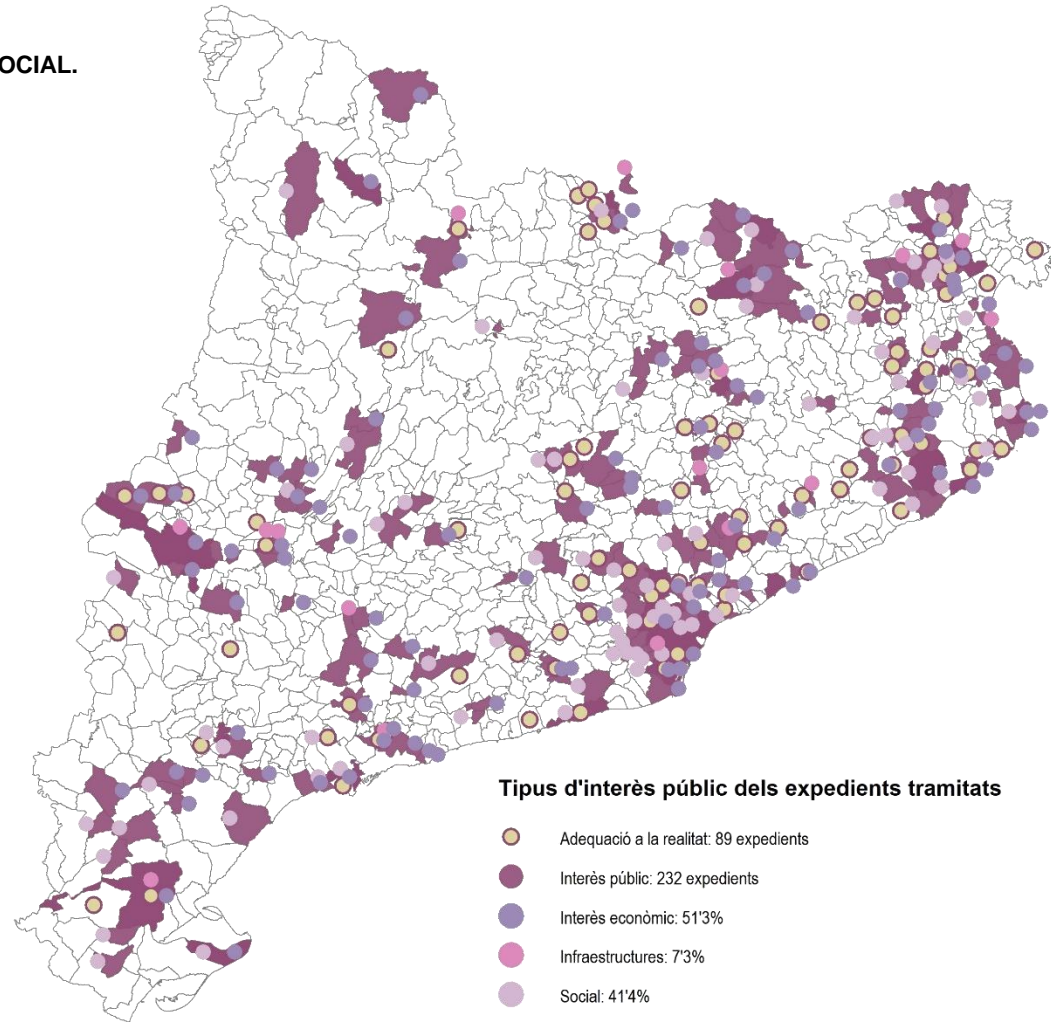 OCIAL.
Tipus d'interès públic dels expedients tramitats
Adequació a la realitat: 89 expedients
Interès públic: 232 expedients
Interès econòmic: 51'3%
Infraestructures: 7'3%
Social: 41'4%